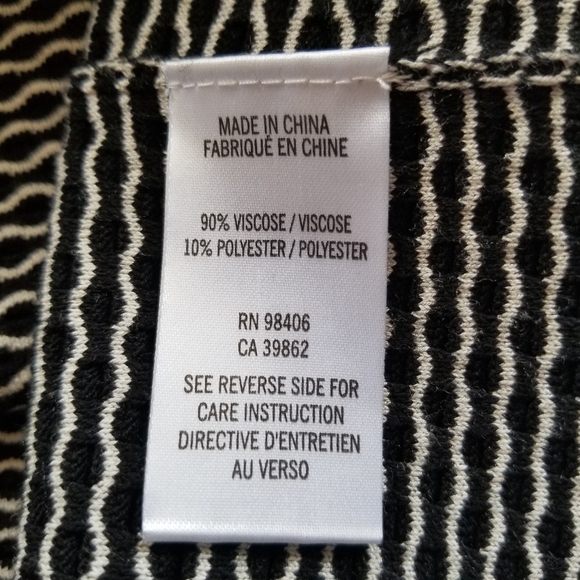 MADE IN CHINA
FABRIQUÉ EN CHINE
90% VISCOSE / VISCOSE
10% POLYESTER / POLYESTER
RN 98406
CA 39862
SEE REVERSE SIDE FOR
CARE INSTRUCTION
DIRECTIVE D'ENTRETIEN
AU VERSO